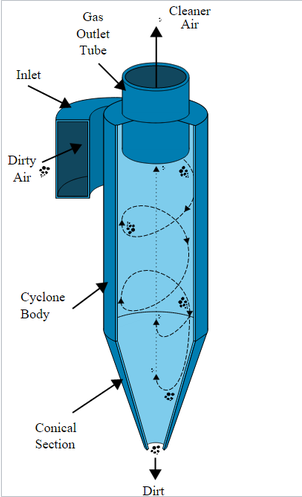 Cleaner
Air
Gas
Outlet
Tube
Inlet
Dirty
Air
Cyclone
Body
Conical
Section
Dirt